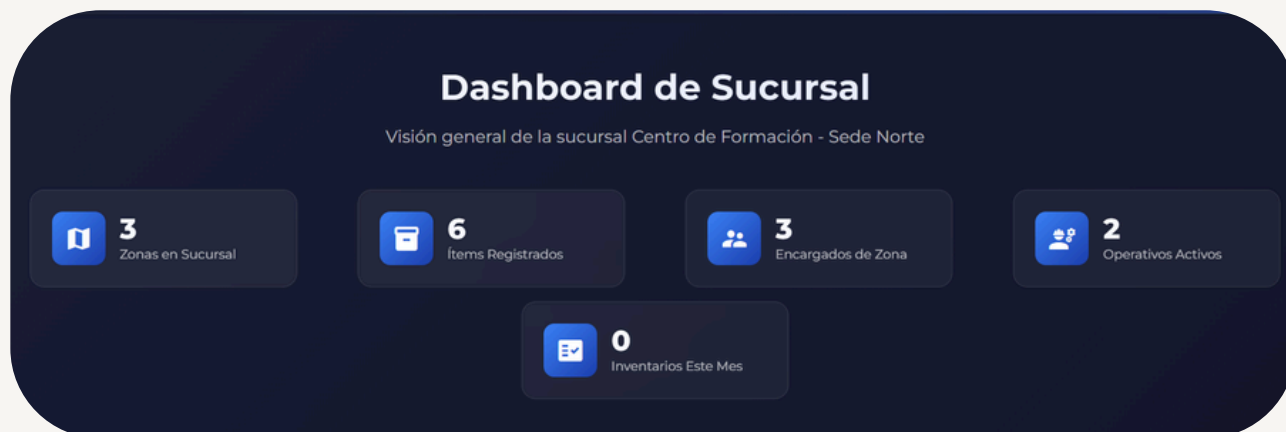 Dashboard de Sucursal
Visión general de la sucursal Centro de Formación - Sede Norte
3
Zonas en Sucursal
6
Ítems Registrados
3
Encargados de Zona
2
Operativos Activos
0
Inventarios Este Mes